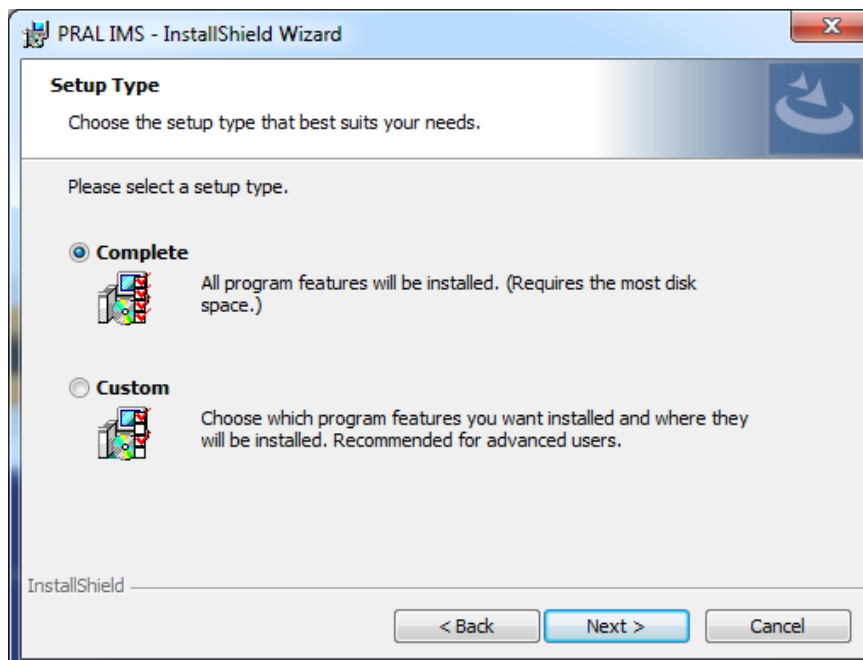 PRAL IMS - InstallShield Wizard
Setup Type
Choose the setup type that best suits your needs.
Please select a setup type.
Complete
All program features will be installed. (Requires the most disk
space.)
Custom
Choose which program features you want installed and where they
will be installed. Recommended for advanced users.
InstallShield
< Back
Next >
Cancel